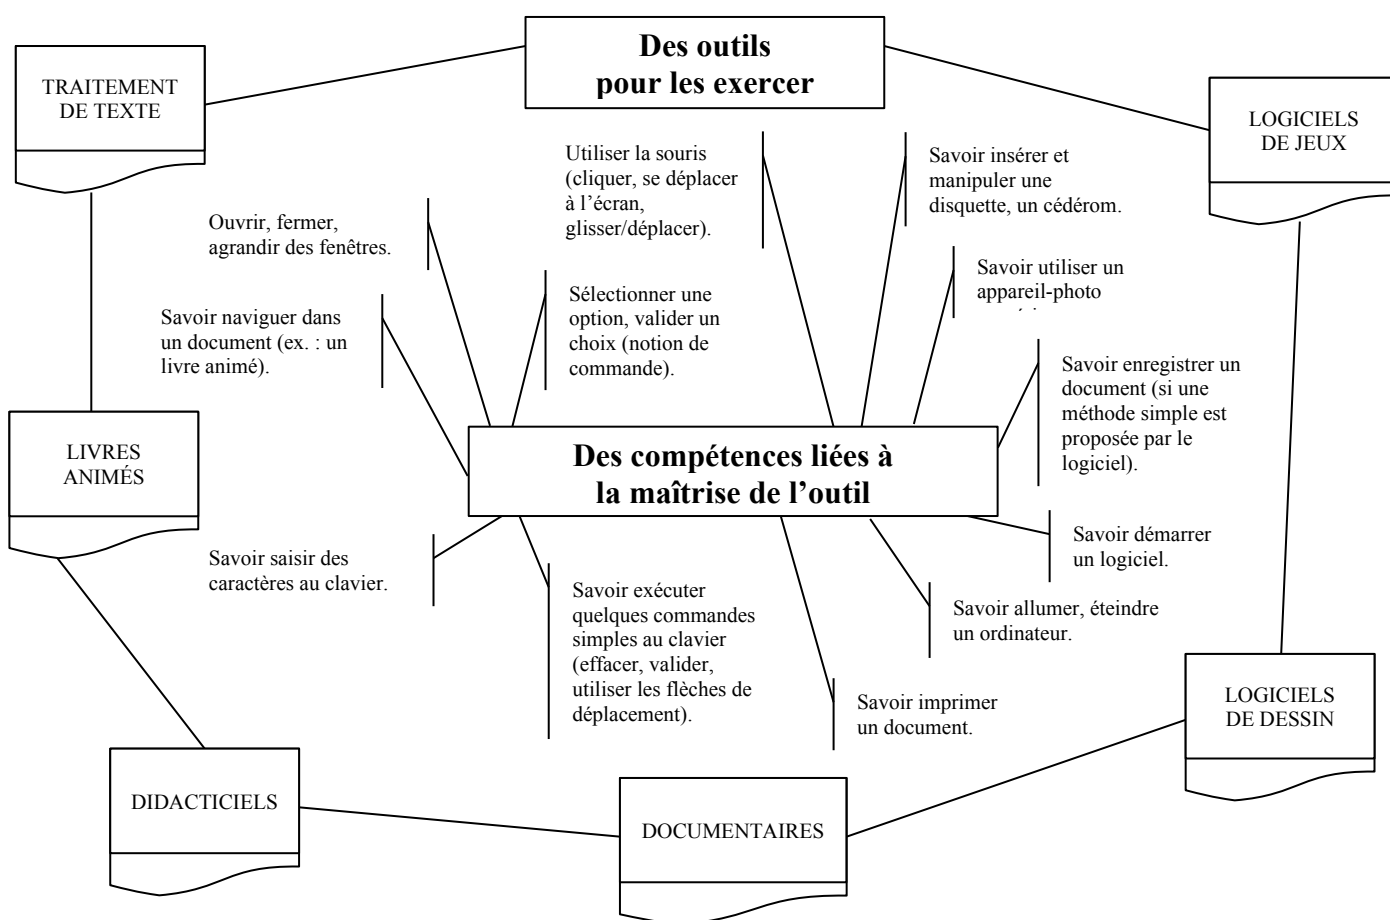 Des outils
pour les exercer
TRAITEMENT
DE TEXTE
LOGICIELS
DE JEUX
Utiliser la souris
(cliquer, se déplacer
à l’écran,
glisser/déplacer).
Savoir insérer et
manipuler une
disquette, un cédérom.
Ouvrir, fermer,
agrandir des fenêtres.
Savoir utiliser un
appareil-photo
Sélectionner une
option, valider un
choix (notion de
commande).
Savoir naviguer dans
un document (ex. : un
livre animé).
Savoir enregistrer un
document (si une
méthode simple est
proposée par le
logiciel).
LIVRES
ANIMÉS
Des compétences liées à
la maîtrise de l’outil
Savoir saisir des
caractères au clavier.
Savoir démarrer
un logiciel.
Savoir exécuter
quelques commandes
simples au clavier
(effacer, valider,
utiliser les flèches de
déplacement).
Savoir allumer, éteindre
un ordinateur.
Savoir imprimer
un document.
LOGICIELS
DE DESSIN
DIDACTICIELS
DOCUMENTAIRES